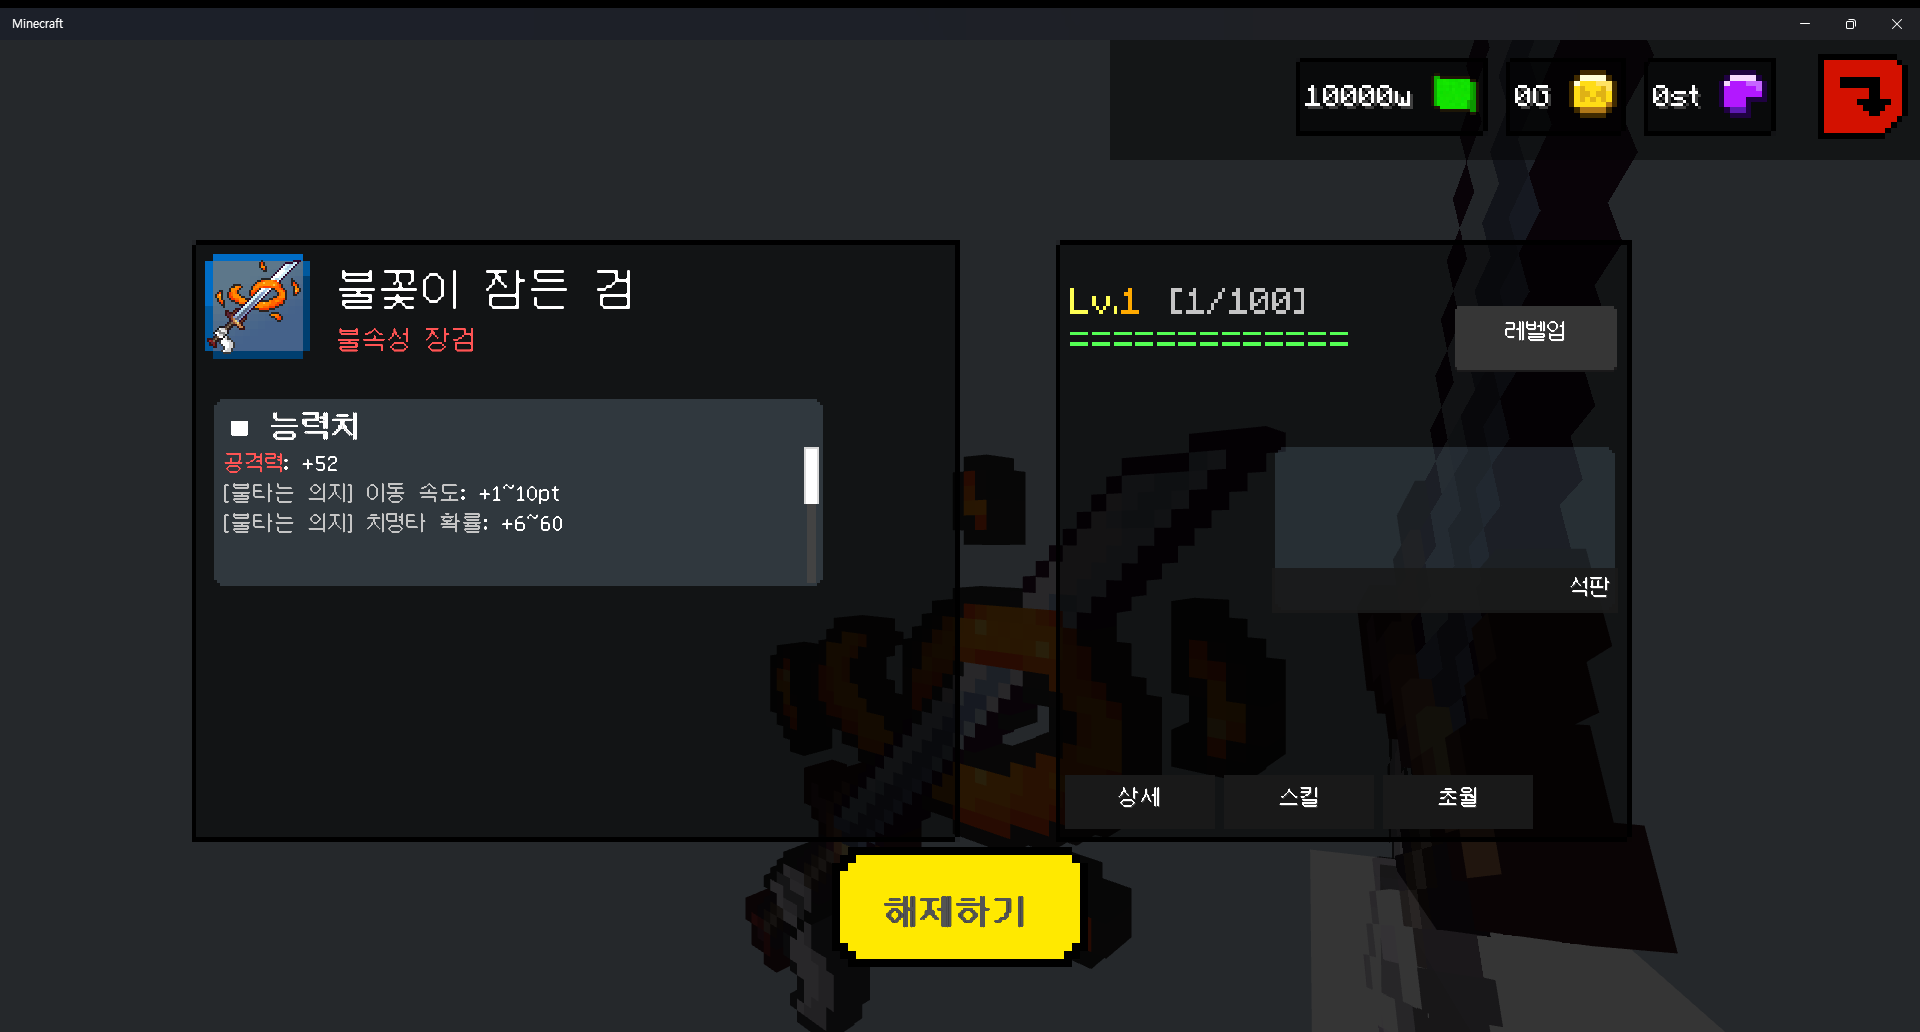 Minecraft
10000w
0G
0st
불꽃이 잠든 검
불속성 장검
■ 능력치
공격력: +52
[불타는 의지] 이동 속도: +1~10pt
[불타는 의지] 치명타 확률: +6~60
Lv.1 [1/100]
=============
레벨업
석판
상세
스킬
초월
해제하기